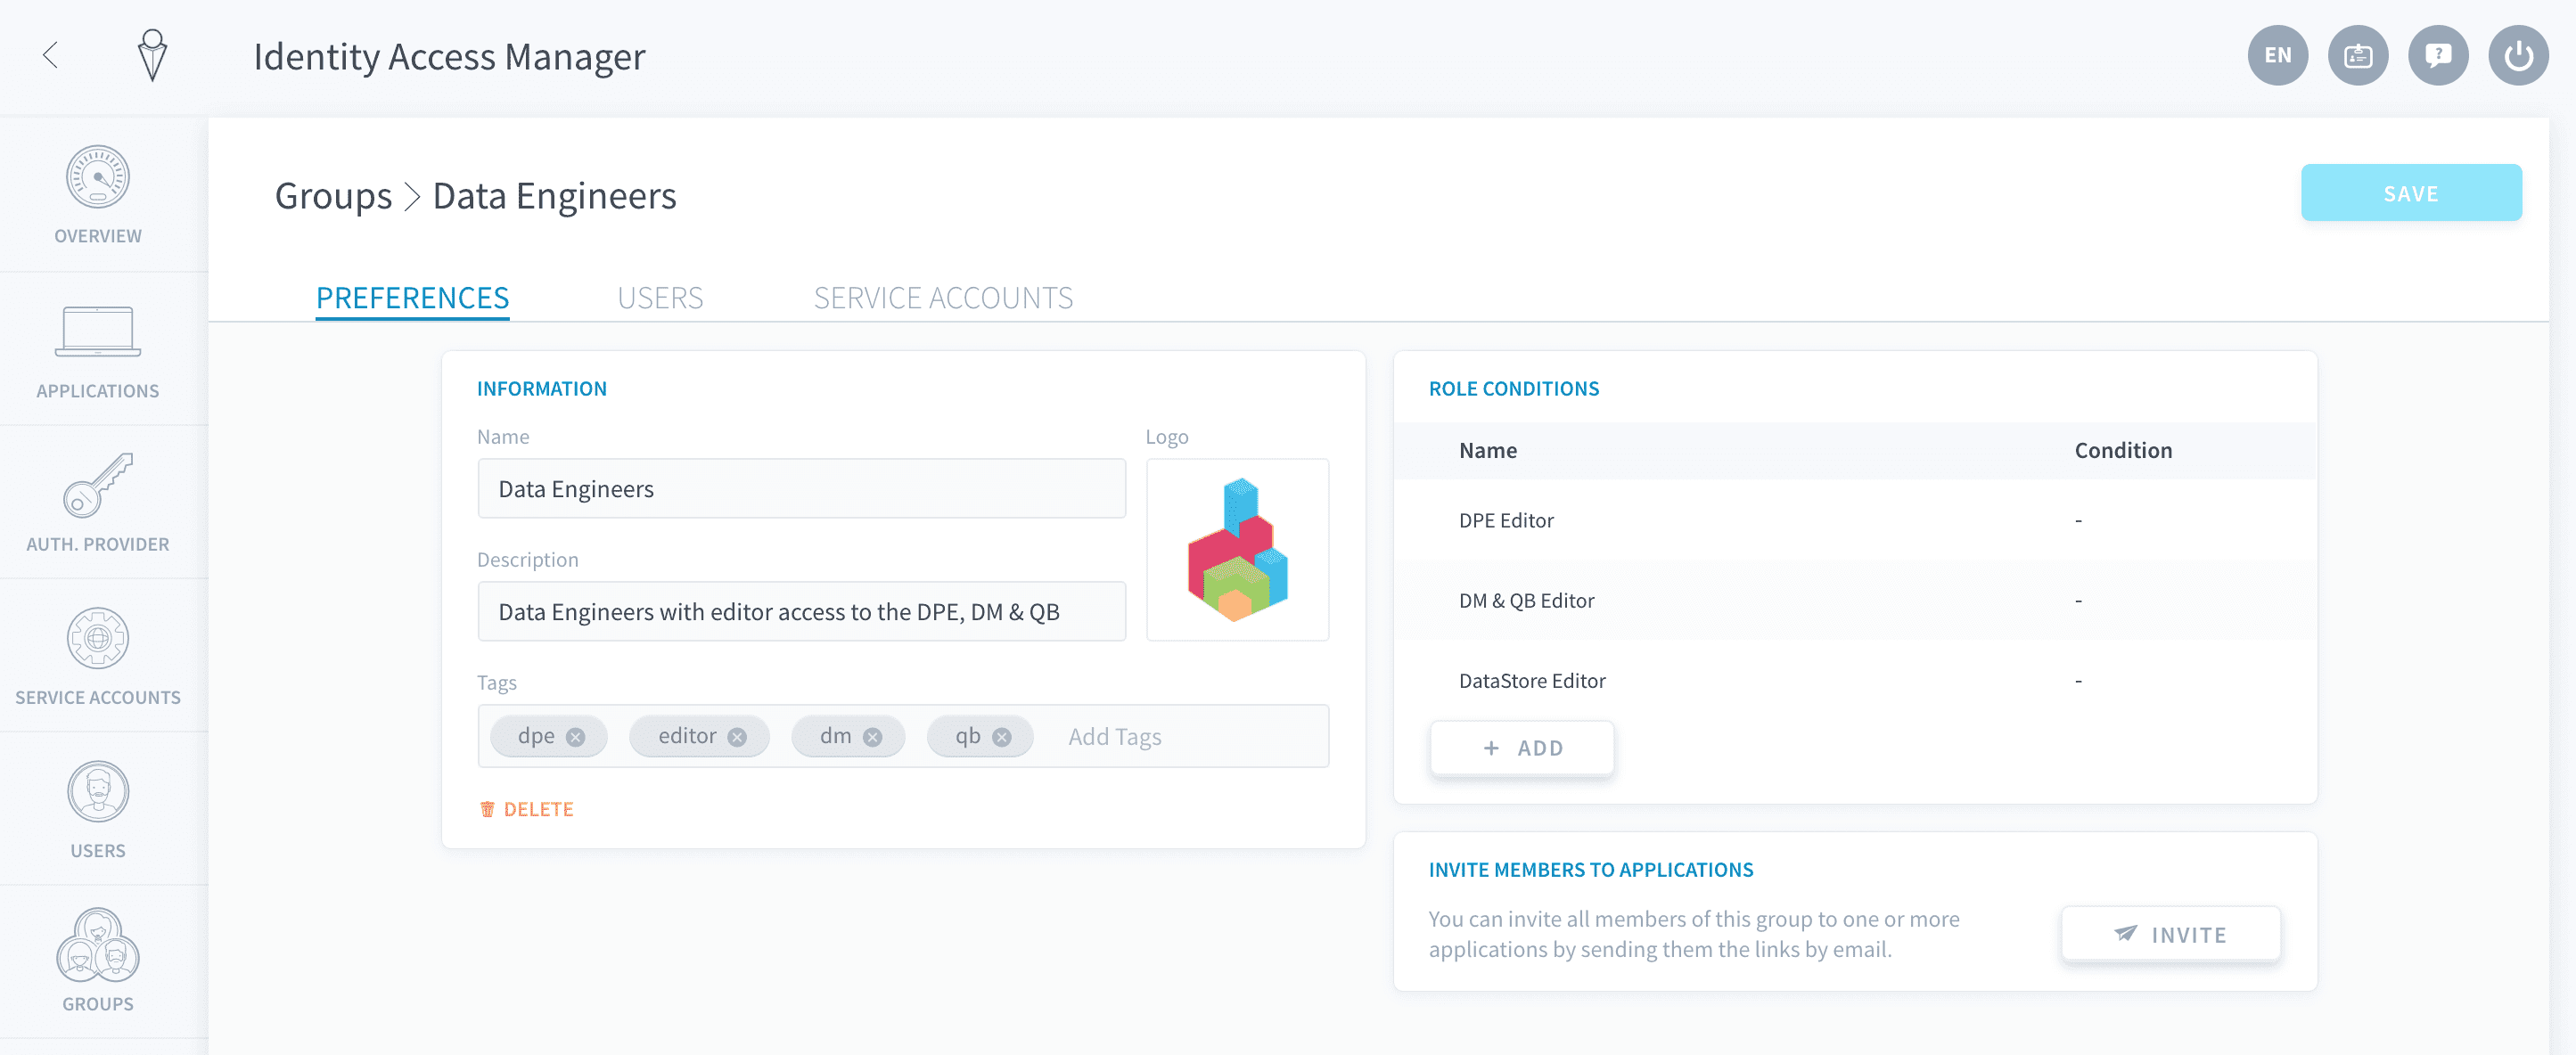 Identity Access Manager
EN
?
OVERVIEW
APPLICATIONS
AUTH. PROVIDER
SERVICE ACCOUNTS
USERS
GROUPS
Groups > Data Engineers
SAVE
PREFERENCES USERS SERVICE ACCOUNTS
INFORMATION
Name
Data Engineers
Logo
Description
Data Engineers with editor access to the DPE, DM & QB
Tags
dpe editor dm qb Add Tags
DELETE
ROLE CONDITIONS
Name Condition
DPE Editor -
DM & QB Editor -
DataStore Editor -
+ ADD
INVITE MEMBERS TO APPLICATIONS
You can invite all members of this group to one or more
applications by sending them the links by email.
INVITE